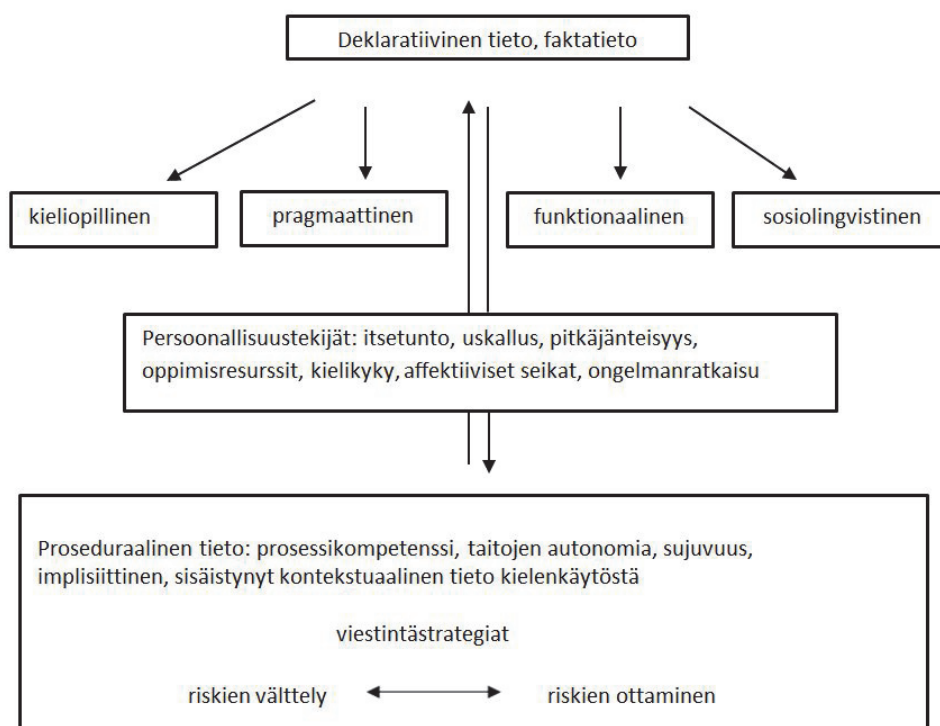 Deklaratiivinen tieto, faktatieto
kieliopillinen
pragmaattinen
funktionaalinen
sosiolingvistinen
Persoonallisuustekijät: itsetunto, uskallus, pitkäjänteisyys,
oppimisresurssit, kielikyky, affektiiviset seikat, ongelmanratkaisu
Proseduraalinen tieto: prosessikompetenssi, taitojen autonomia, sujuvuus,
implisiittinen, sisäistynyt kontekstuaalinen tieto kielenkäytöstä
viestintästrategiat
riskien välttely
riskien ottaminen